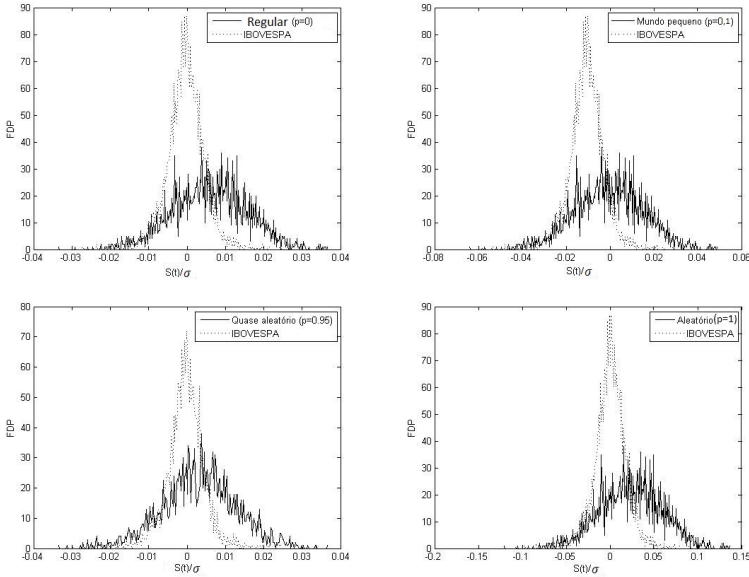 Regular (p=0)
IBOVESPA
90
80
70
60
50
40
30
20
10
0
FDP
-0.04 -0.03 -0.02 -0.01 0 0.01 0.02 0.03 0.04
S(t)/σ
Mundo pequeno (p=0,1)
IBOVESPA
90
80
70
60
50
40
30
20
10
0
FDP
-0.08 -0.06 -0.04 -0.02 0 0.02 0.04 0.06
S(t)/σ
Quase aleatório (p=0.95)
IBOVESPA
80
70
60
50
40
30
20
10
0
FDP
-0.04 -0.03 -0.02 -0.01 0 0.01 0.02 0.03 0.04
S(t)/σ
Aleatório(p=1)
IBOVESPA
90
80
70
60
50
40
30
20
10
0
FDP
-0.2 -0.15 -0.1 -0.05 0 0.05 0.1 0.15
S(t)/σ